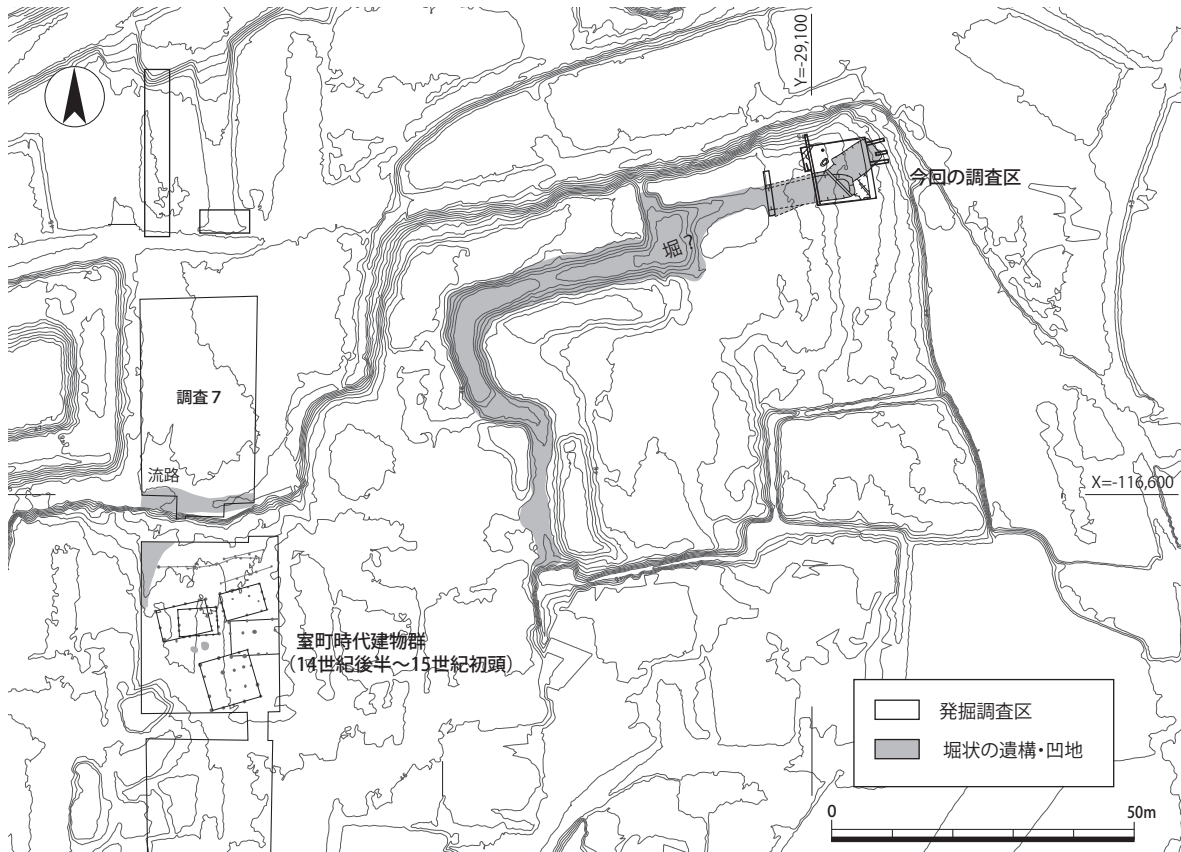 Y=-29,100
今回の調査区
堀?
調査7
流路
X=-116,600
室町時代建物群
(14世紀後半~15世紀初頭)
発掘調査区
堀状の遺構・凹地
0
50m